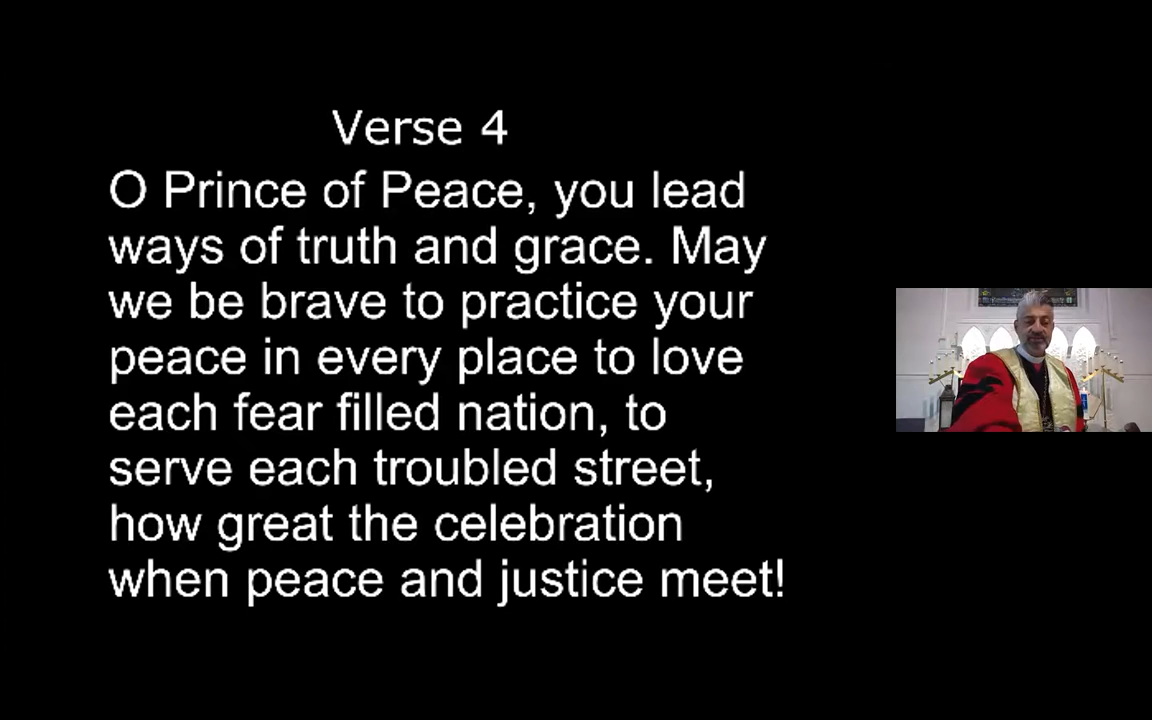 Verse 4
O Prince of Peace, you lead
ways of truth and grace. May
we be brave to practice your
peace in every place to love
each fear filled nation, to
serve each troubled street,
how great the celebration
when peace and justice meet!